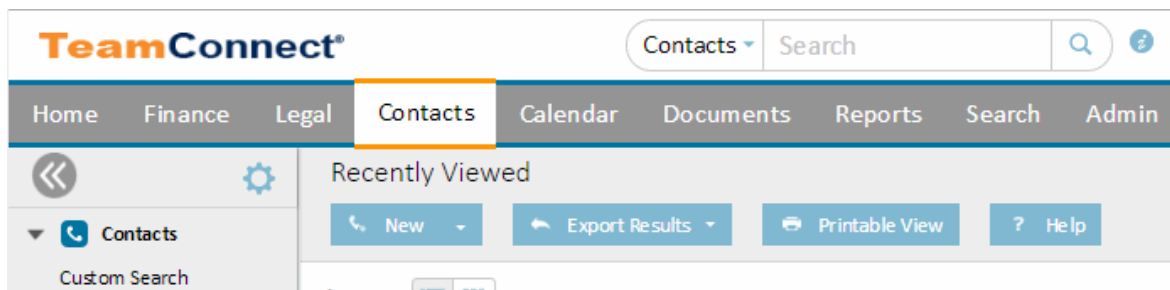 TeamConnect®
Contacts Search
Home Finance Legal Contacts Calendar Documents Reports Search Admin
Recently Viewed
New Export Results Printable View ? Help
Contacts
Custom Search